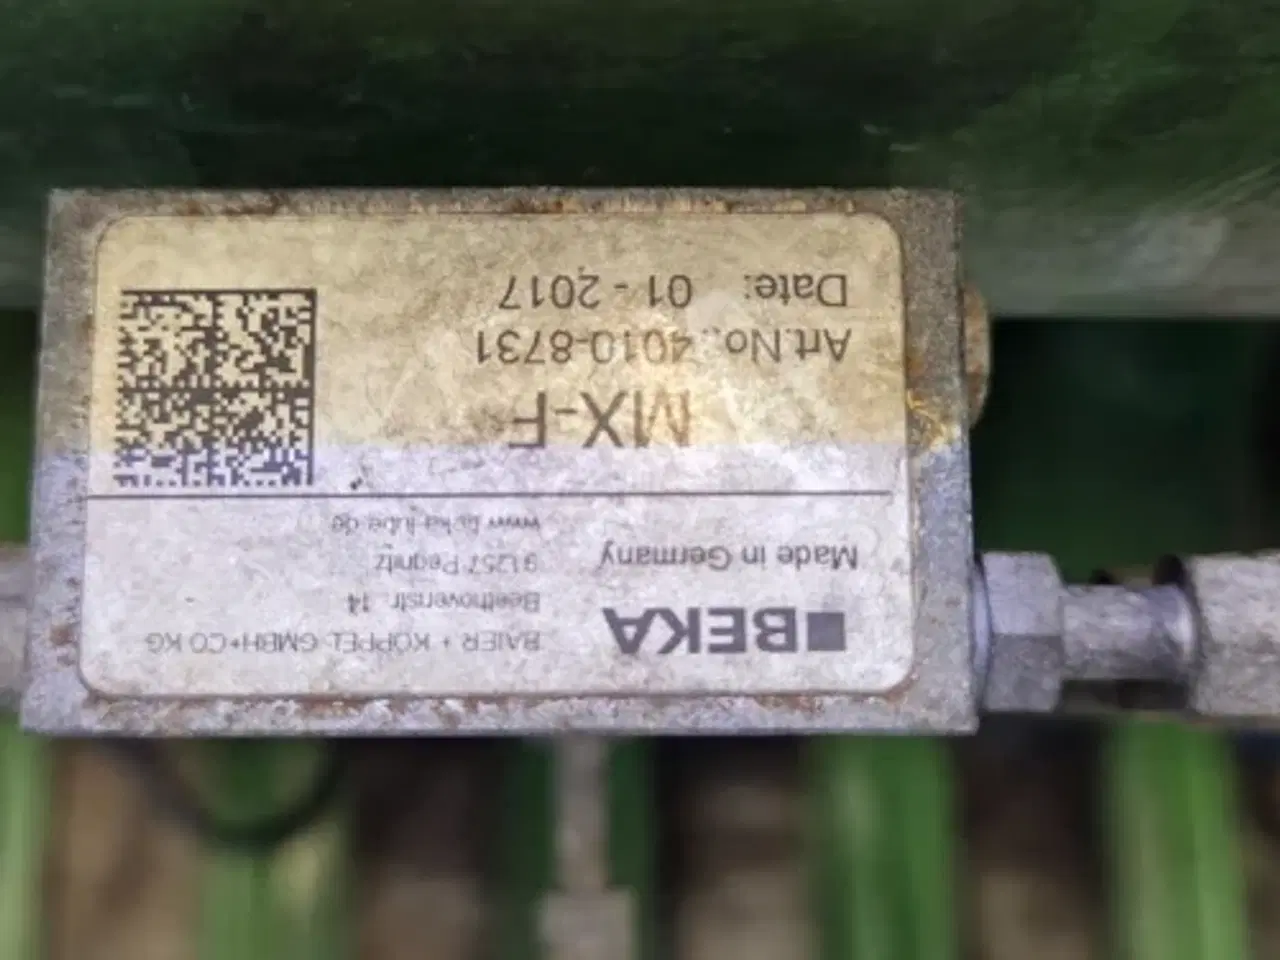 BEKA
BAIER + KÖPPEL GMBH+CO KG
Beethovenstr. 14
91257 Pegnitz
Made in Germany
www.beka-lube.de
MX-F
Art.No.: 4010-8731
Date: 01 - 2017